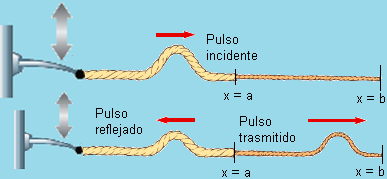 Pulso
incidente
x = a
x = b
Pulso
reflejado
Pulso
trasmitido
x = a
x = b